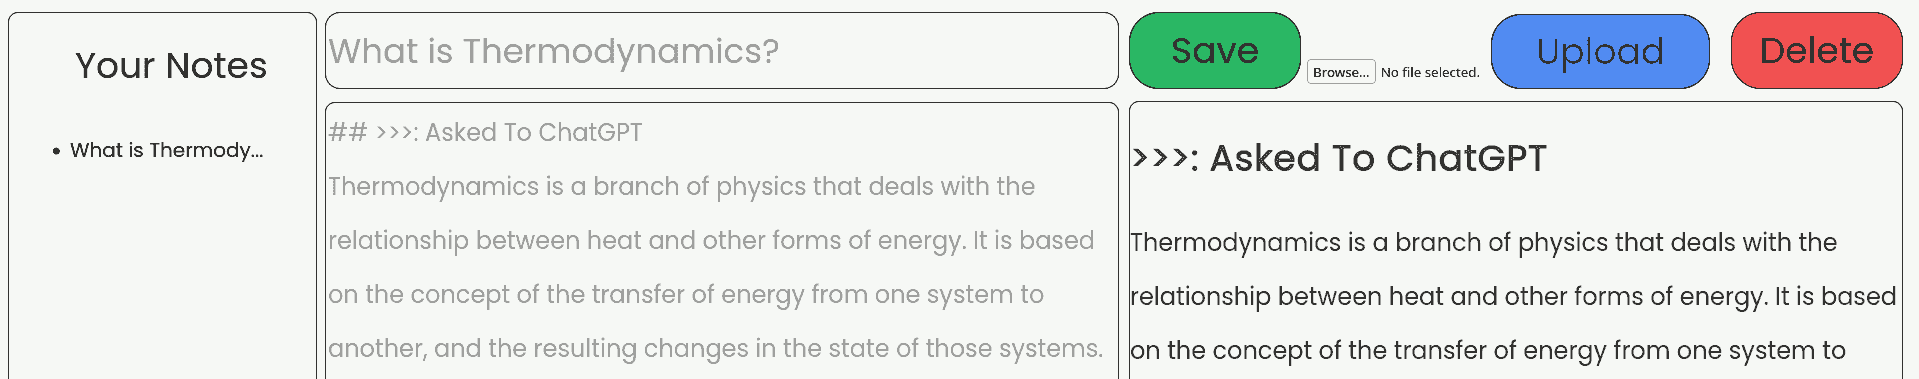 Your Notes
What is Thermody...
What is Thermodynamics?
Save
Browse... No file selected.
Upload
Delete
## >>>: Asked To ChatGPT
Thermodynamics is a branch of physics that deals with the
relationship between heat and other forms of energy. It is based
on the concept of the transfer of energy from one system to
another, and the resulting changes in the state of those systems.
>>>: Asked To ChatGPT
Thermodynamics is a branch of physics that deals with the
relationship between heat and other forms of energy. It is based
on the concept of the transfer of energy from one system to